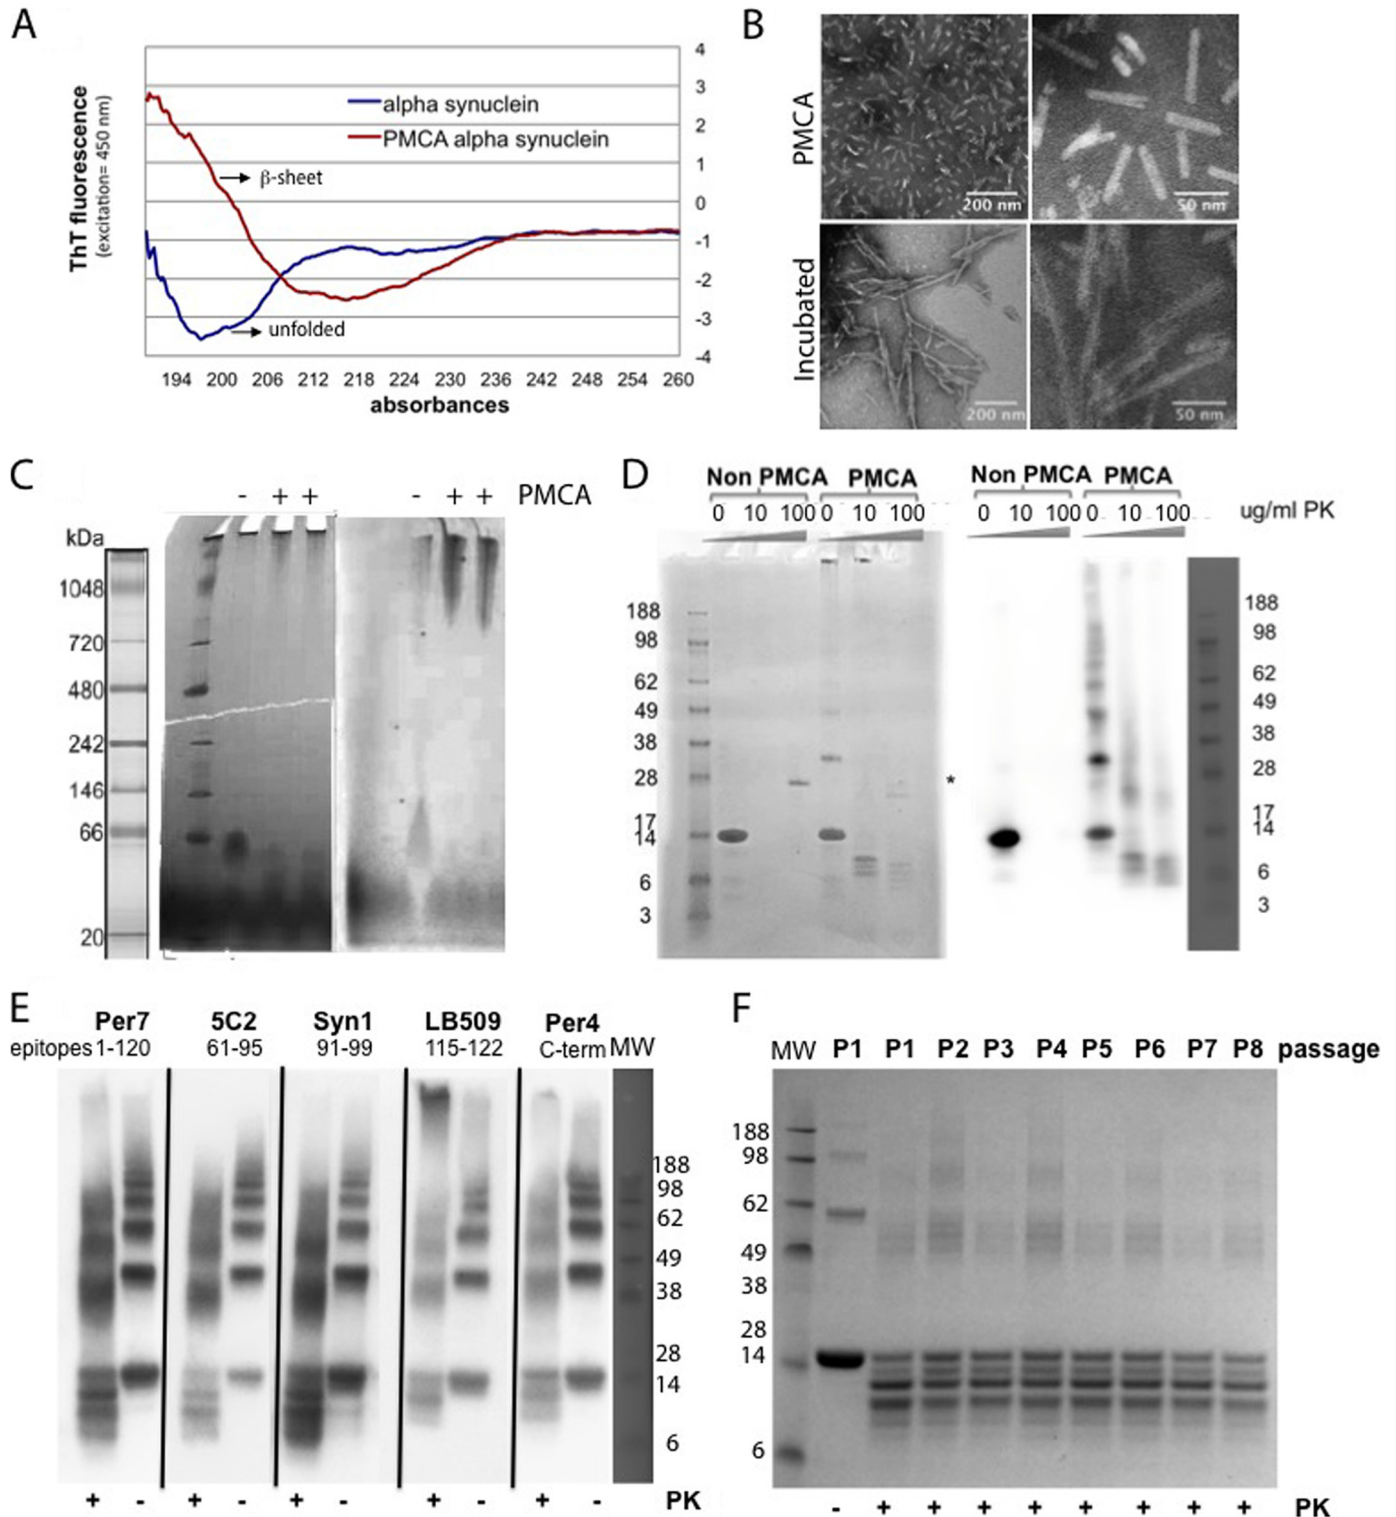 A
ThT fluorescence
(excitation= 450 nm)
4
3
2
1
0
-1
-2
-3
-4
alpha synuclein
PMCA alpha synuclein
β-sheet
unfolded
194 200 206 212 218 224 230 236 242 248 254 260
absorbances
B
PMCA
200 nm
50 nm
Incubated
200 nm
50 nm
C
- + + - + + PMCA
kDa
1048
720
480
242
146
66
20
D
Non PMCA PMCA Non PMCA PMCA
0 10 100 0 10 100 0 10 100 0 10 100 ug/ml PK
188
98
62
49
38
28
17
14
6
3
*
188
98
62
49
38
28
17
14
6
3
E
Per7 5C2 Syn1 LB509 Per4
epitopes 1-120 61-95 91-99 115-122 C-term MW
188
98
62
49
38
28
14
6
+ - + - + - + - + - PK
F
MW P1 P1 P2 P3 P4 P5 P6 P7 P8 passage
188
98
62
49
38
28
14
6
- + + + + + + + + PK